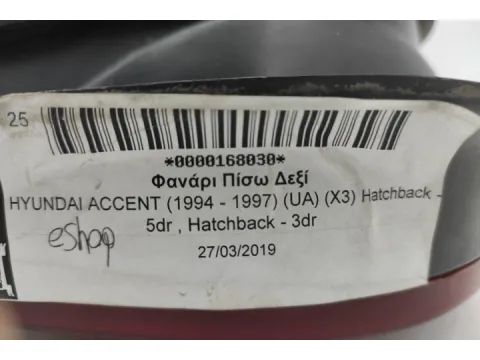 25
*0000168030*
Φανάρι Πίσω Δεξί
HYUNDAI ACCENT (1994 - 1997) (UA) (X3) Hatchback -
5dr , Hatchback - 3dr
eshop
27/03/2019